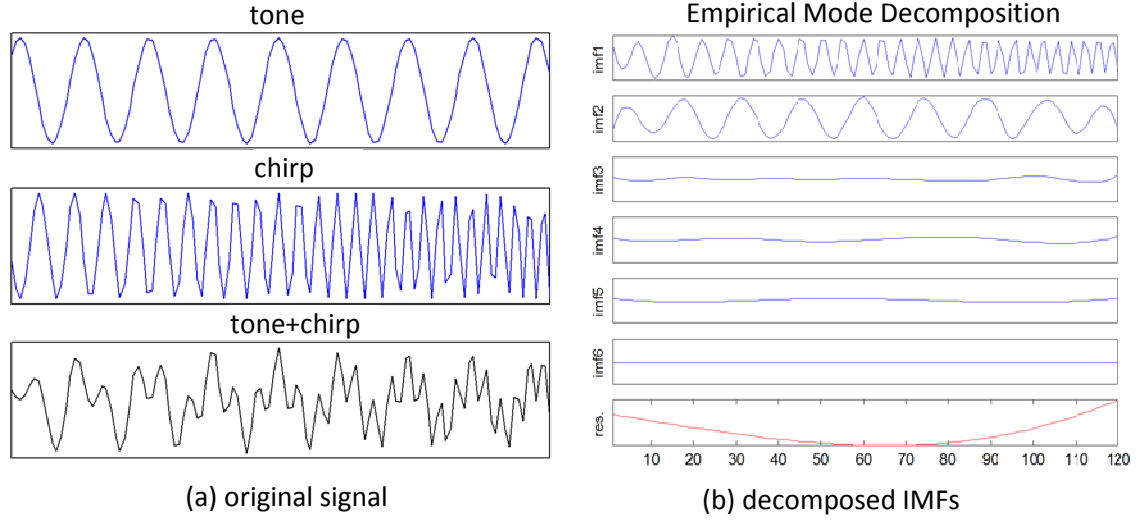 tone
chirp
tone+chirp
(a) original signal
Empirical Mode Decomposition
imf1
imf2
imf3
imf4
imf5
imf6
res.
10 20 30 40 50 60 70 80 90 100 110 120
(b) decomposed IMFs